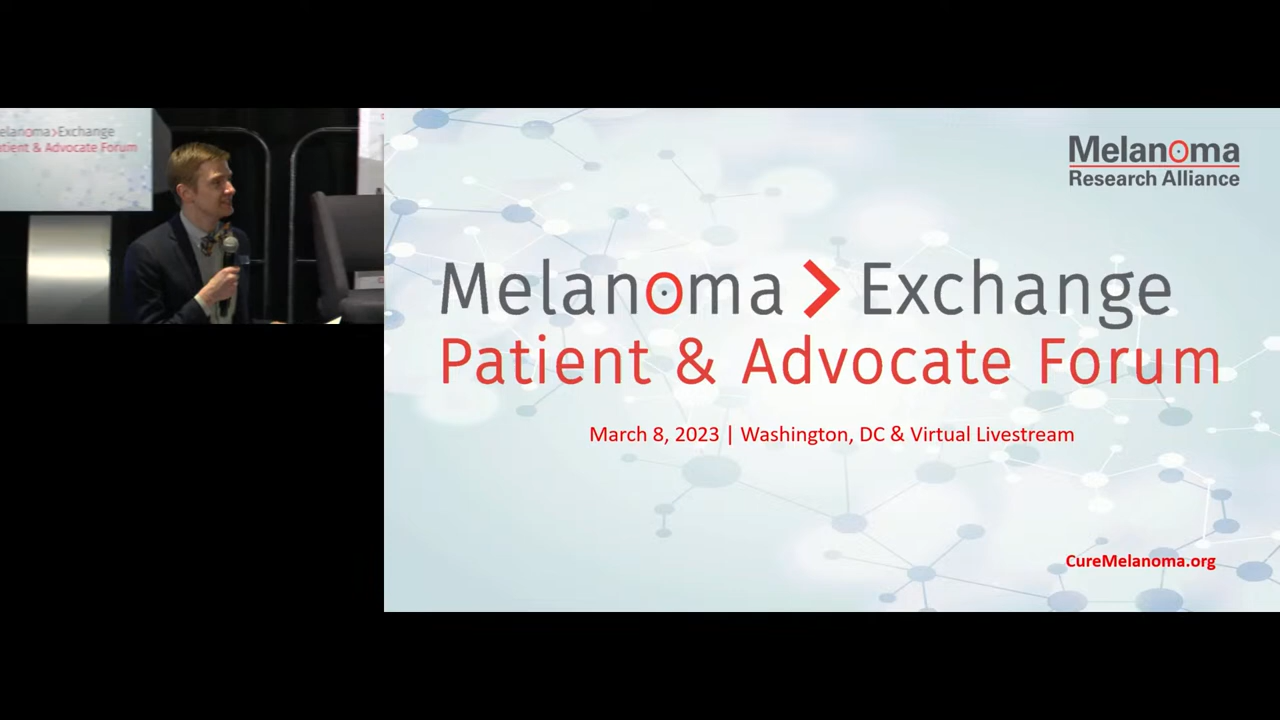 elanoma>Exchange
atient & Advocate Forum
Melanoma
Research Alliance
Melanoma > Exchange
Patient & Advocate Forum
March 8, 2023 | Washington, DC & Virtual Livestream
CureMelanoma.org